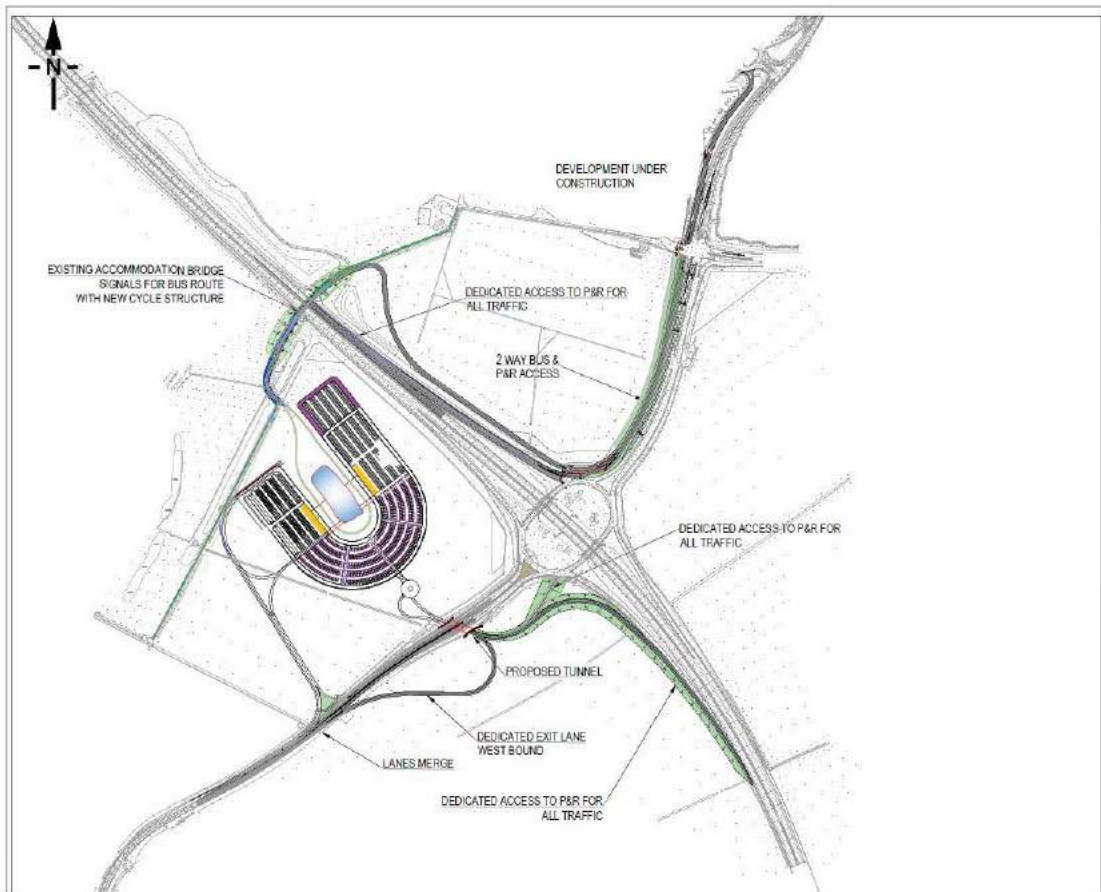 N
DEVELOPMENT UNDER
CONSTRUCTION
EXISTING ACCOMMODATION BRIDGE
SIGNALS FOR BUS ROUTE
WITH NEW CYCLE STRUCTURE
DEDICATED ACCESS TO P&R FOR
ALL TRAFFIC
2 WAY BUS &
P&R ACCESS
DEDICATED ACCESS TO P&R FOR
ALL TRAFFIC
PROPOSED TUNNEL
DEDICATED EXIT LANE
WEST BOUND
LANES MERGE
DEDICATED ACCESS TO P&R FOR
ALL TRAFFIC